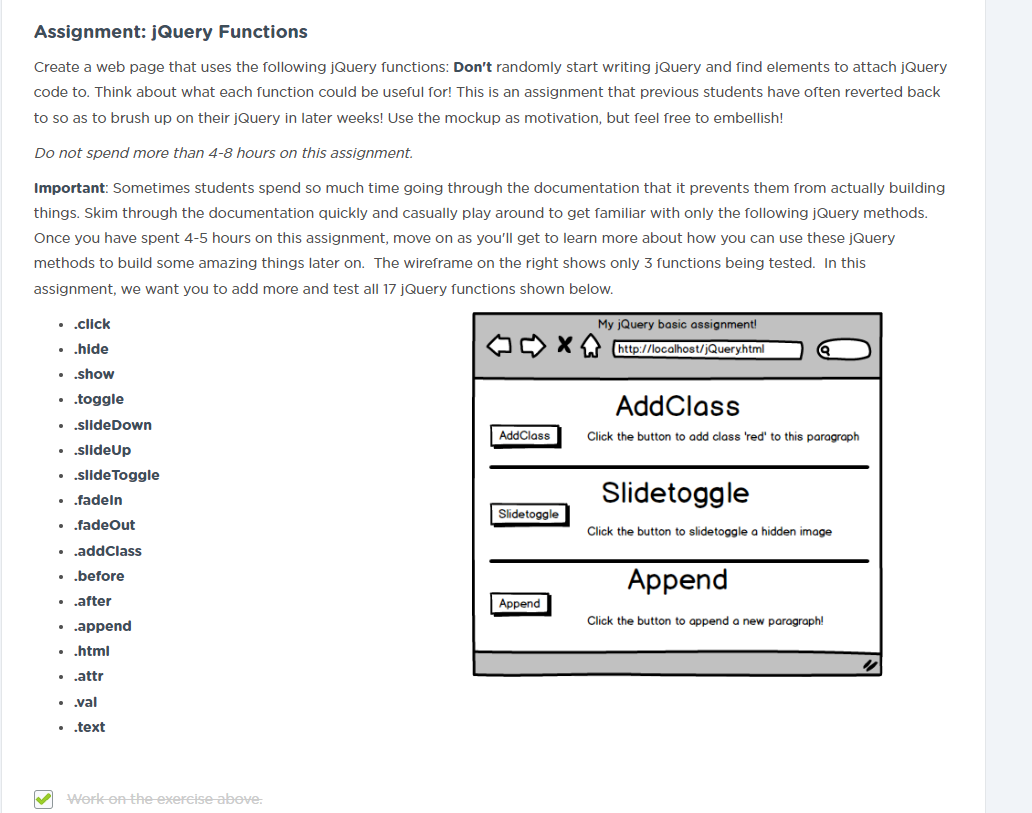 Assignment: jQuery Functions
Create a web page that uses the following jQuery functions: Don't randomly start writing jQuery and find elements to attach jQuery
code to. Think about what each function could be useful for! This is an assignment that previous students have often reverted back
to so as to brush up on their jQuery in later weeks! Use the mockup as motivation, but feel free to embellish!
Do not spend more than 4-8 hours on this assignment.
Important: Sometimes students spend so much time going through the documentation that it prevents them from actually building
things. Skim through the documentation quickly and casually play around to get familiar with only the following jQuery methods.
Once you have spent 4-5 hours on this assignment, move on as you'll get to learn more about how you can use these jQuery
methods to build some amazing things later on. The wireframe on the right shows only 3 functions being tested. In this
assignment, we want you to add more and test all 17 jQuery functions shown below.
.click
.hide
.show
.toggle
.slideDown
.slideUp
.slideToggle
.fadeIn
.fadeOut
.addClass
.before
.after
.append
.html
.attr
.val
.text
My jQuery basic assignment!
http://localhost/jQuery.html
AddClass
AddClass
Click the button to add class 'red' to this paragraph
Slidetoggle
Slidetoggle
Click the button to slidetoggle a hidden image
Append
Append
Click the button to append a new paragraph!
Work on the exercise above.